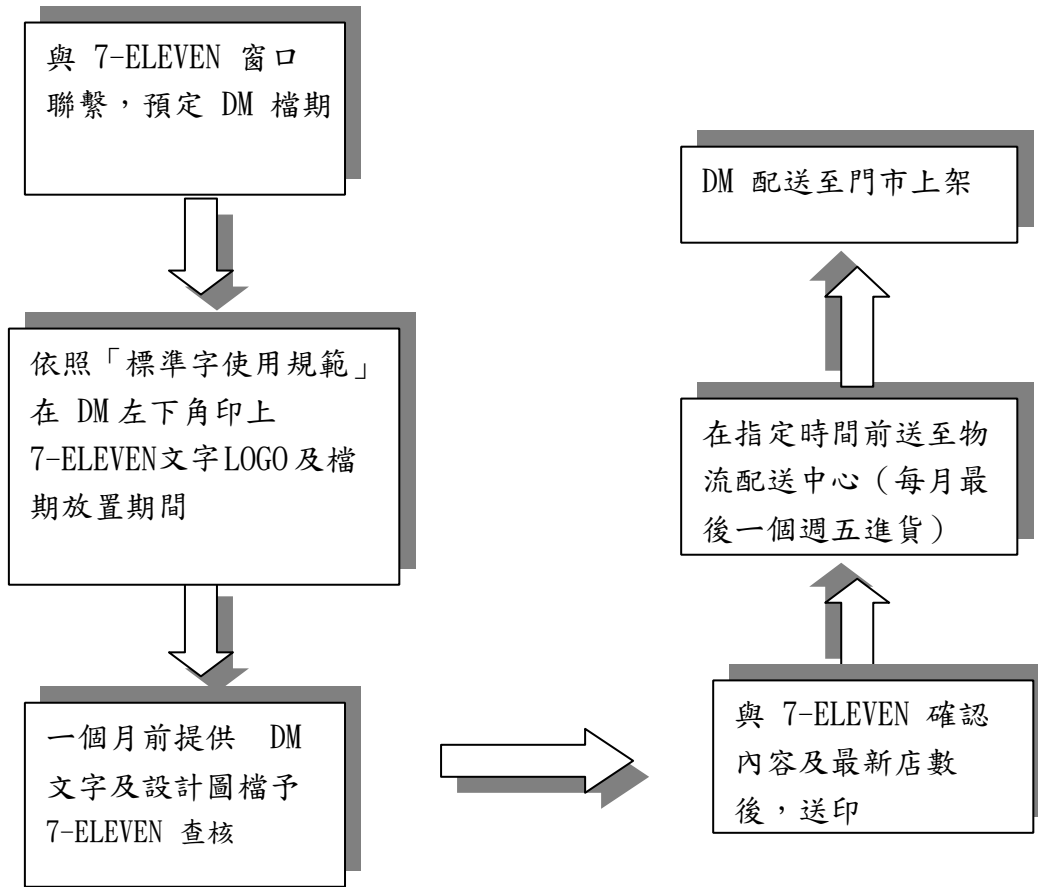 與 7-ELEVEN 窗口
聯繫，預定 DM 檔期
依照「標準字使用規範」
在 DM 左下角印上
7-ELEVEN文字LOGO及檔
期放置期間
一個月前提供 DM
文字及設計圖檔予
7-ELEVEN 查核
與 7-ELEVEN 確認
內容及最新店數
後，送印
在指定時間前送至物
流配送中心（每月最
後一個週五進貨）
DM 配送至門市上架